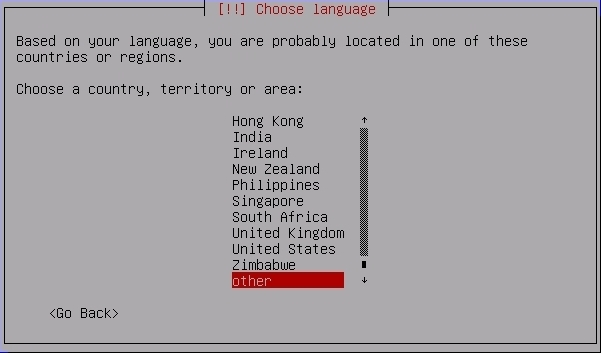 [!!] Choose language
Based on your language, you are probably located in one of these
countries or regions.
Choose a country, territory or area:
Hong Kong
India
Ireland
New Zealand
Philippines
Singapore
South Africa
United Kingdom
United States
Zimbabwe
other
<Go Back>